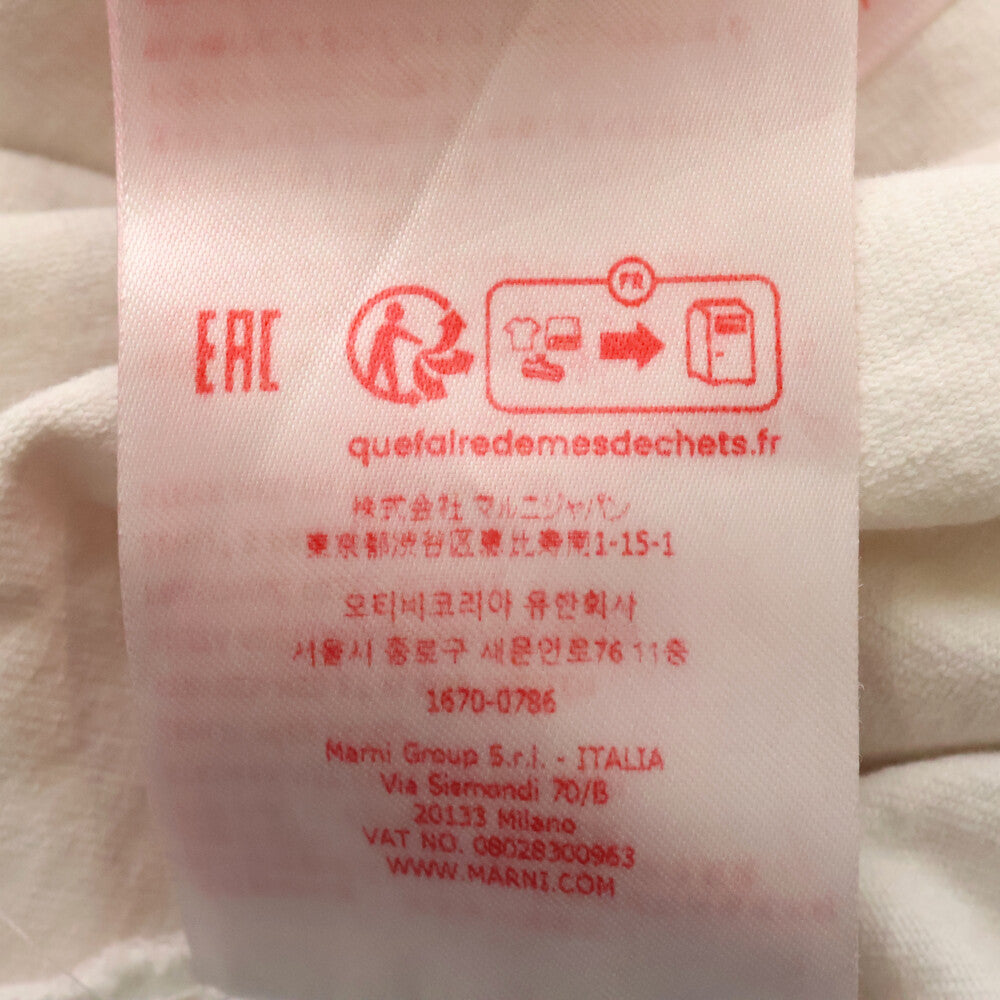 EAC
FR
quefairedemesdechets.fr
株式会社 マルニジャパン
東京都渋谷区恵比寿南1-15-1
오티비코리아 유한회사
서울시 종로구 새문안로76 11층
1670-0786
Marni Group S.r.l. - ITALIA
Via Sismondi 70/B
20133 Milano
VAT NO. 08028300963
WWW.MARNI.COM